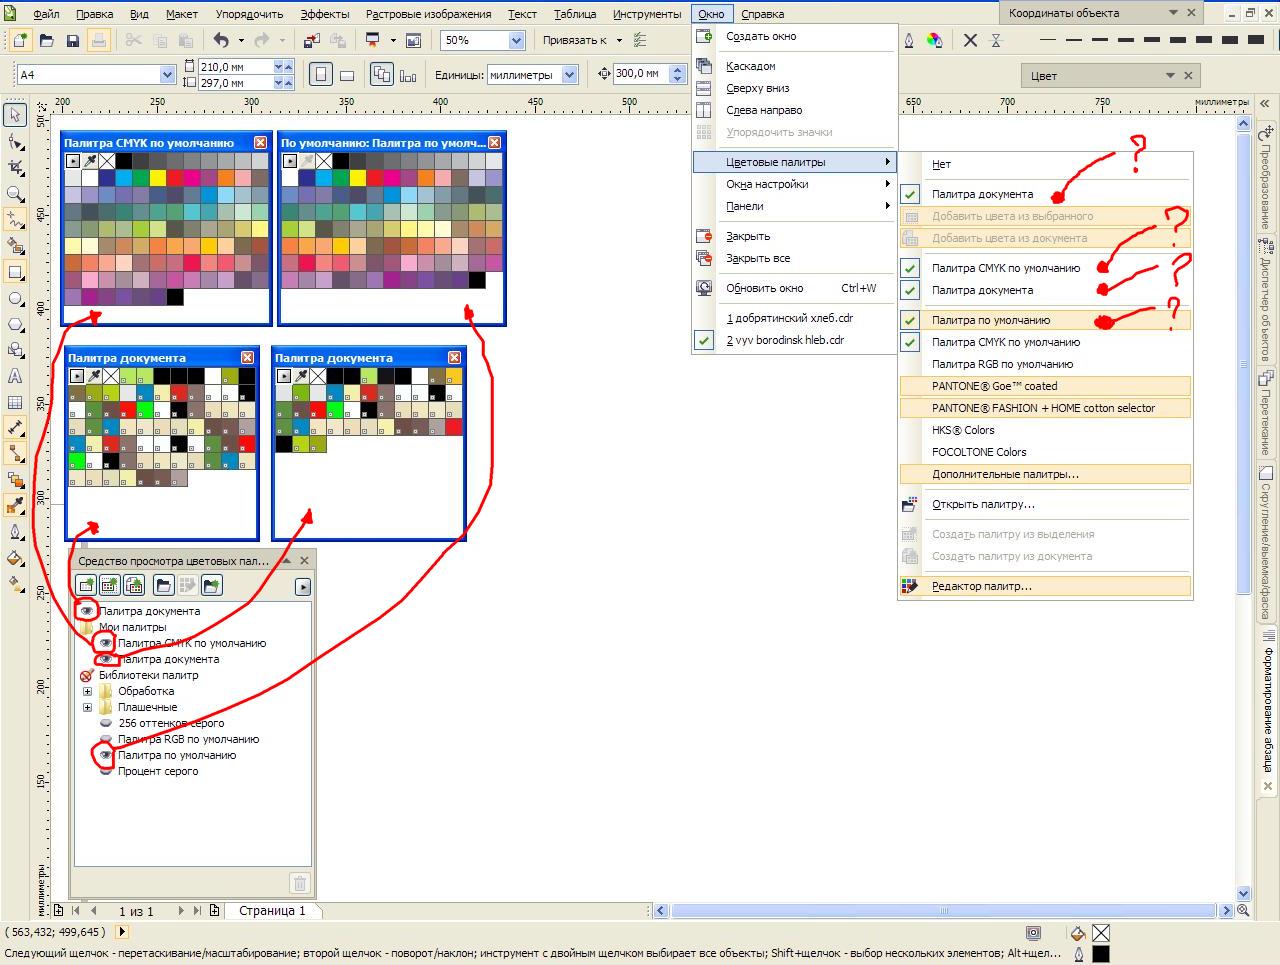 Файл Правка Вид Макет Упорядочить Эффекты Растровые изображения Текст Таблица Инструменты Окно Справка
Координаты объекта
50%
Привязать к
A4
210,0 мм
297,0 мм
Единицы: миллиметры
300,0 мм
Цвет
200 250 300 350 400 450 500 650 700 750 миллиметры
500
450
400
350
300
250
200
150
миллиметры
Палитра CMYK по умолчанию
По умолчанию: Палитра по умолч...
Палитра документа
Палитра документа
Средство просмотра цветовых пал...
Палитра документа
Мои палитры
Палитра CMYK по умолчанию
Палитра документа
Библиотеки палитр
Обработка
Плашечные
256 оттенков серого
Палитра RGB по умолчанию
Палитра по умолчанию
Процент серого
Создать окно
Каскадом
Сверху вниз
Слева направо
Упорядочить значки
Цветовые палитры
Окна настройки
Панели
Закрыть
Закрыть все
Обновить окно Ctrl+W
1 добрятинский хлеб.cdr
2 vyv borodinsk hleb.cdr
Нет
Палитра документа
Добавить цвета из выбранного
Добавить цвета из документа
Палитра CMYK по умолчанию
Палитра документа
Палитра по умолчанию
Палитра CMYK по умолчанию
Палитра RGB по умолчанию
PANTONE® Goe™ coated
PANTONE® FASHION + HOME cotton selector
HKS® Colors
FOCOLTONE Colors
Дополнительные палитры...
Открыть палитру...
Создать палитру из выделения
Создать палитру из документа
Редактор палитр...
?
?
?
?
Преобразование
Диспетчер объектов
Перетекание
Скругление/выемка/фаска
Форматирование абзаца
1 из 1
Страница 1
( 563,432; 499,645 )
Следующий щелчок - перетаскивание/масштабирование; второй щелчок - поворот/наклон; инструмент с двойным щелчком выбирает все объекты; Shift+щелчок - выбор нескольких элементов; Alt+щел...